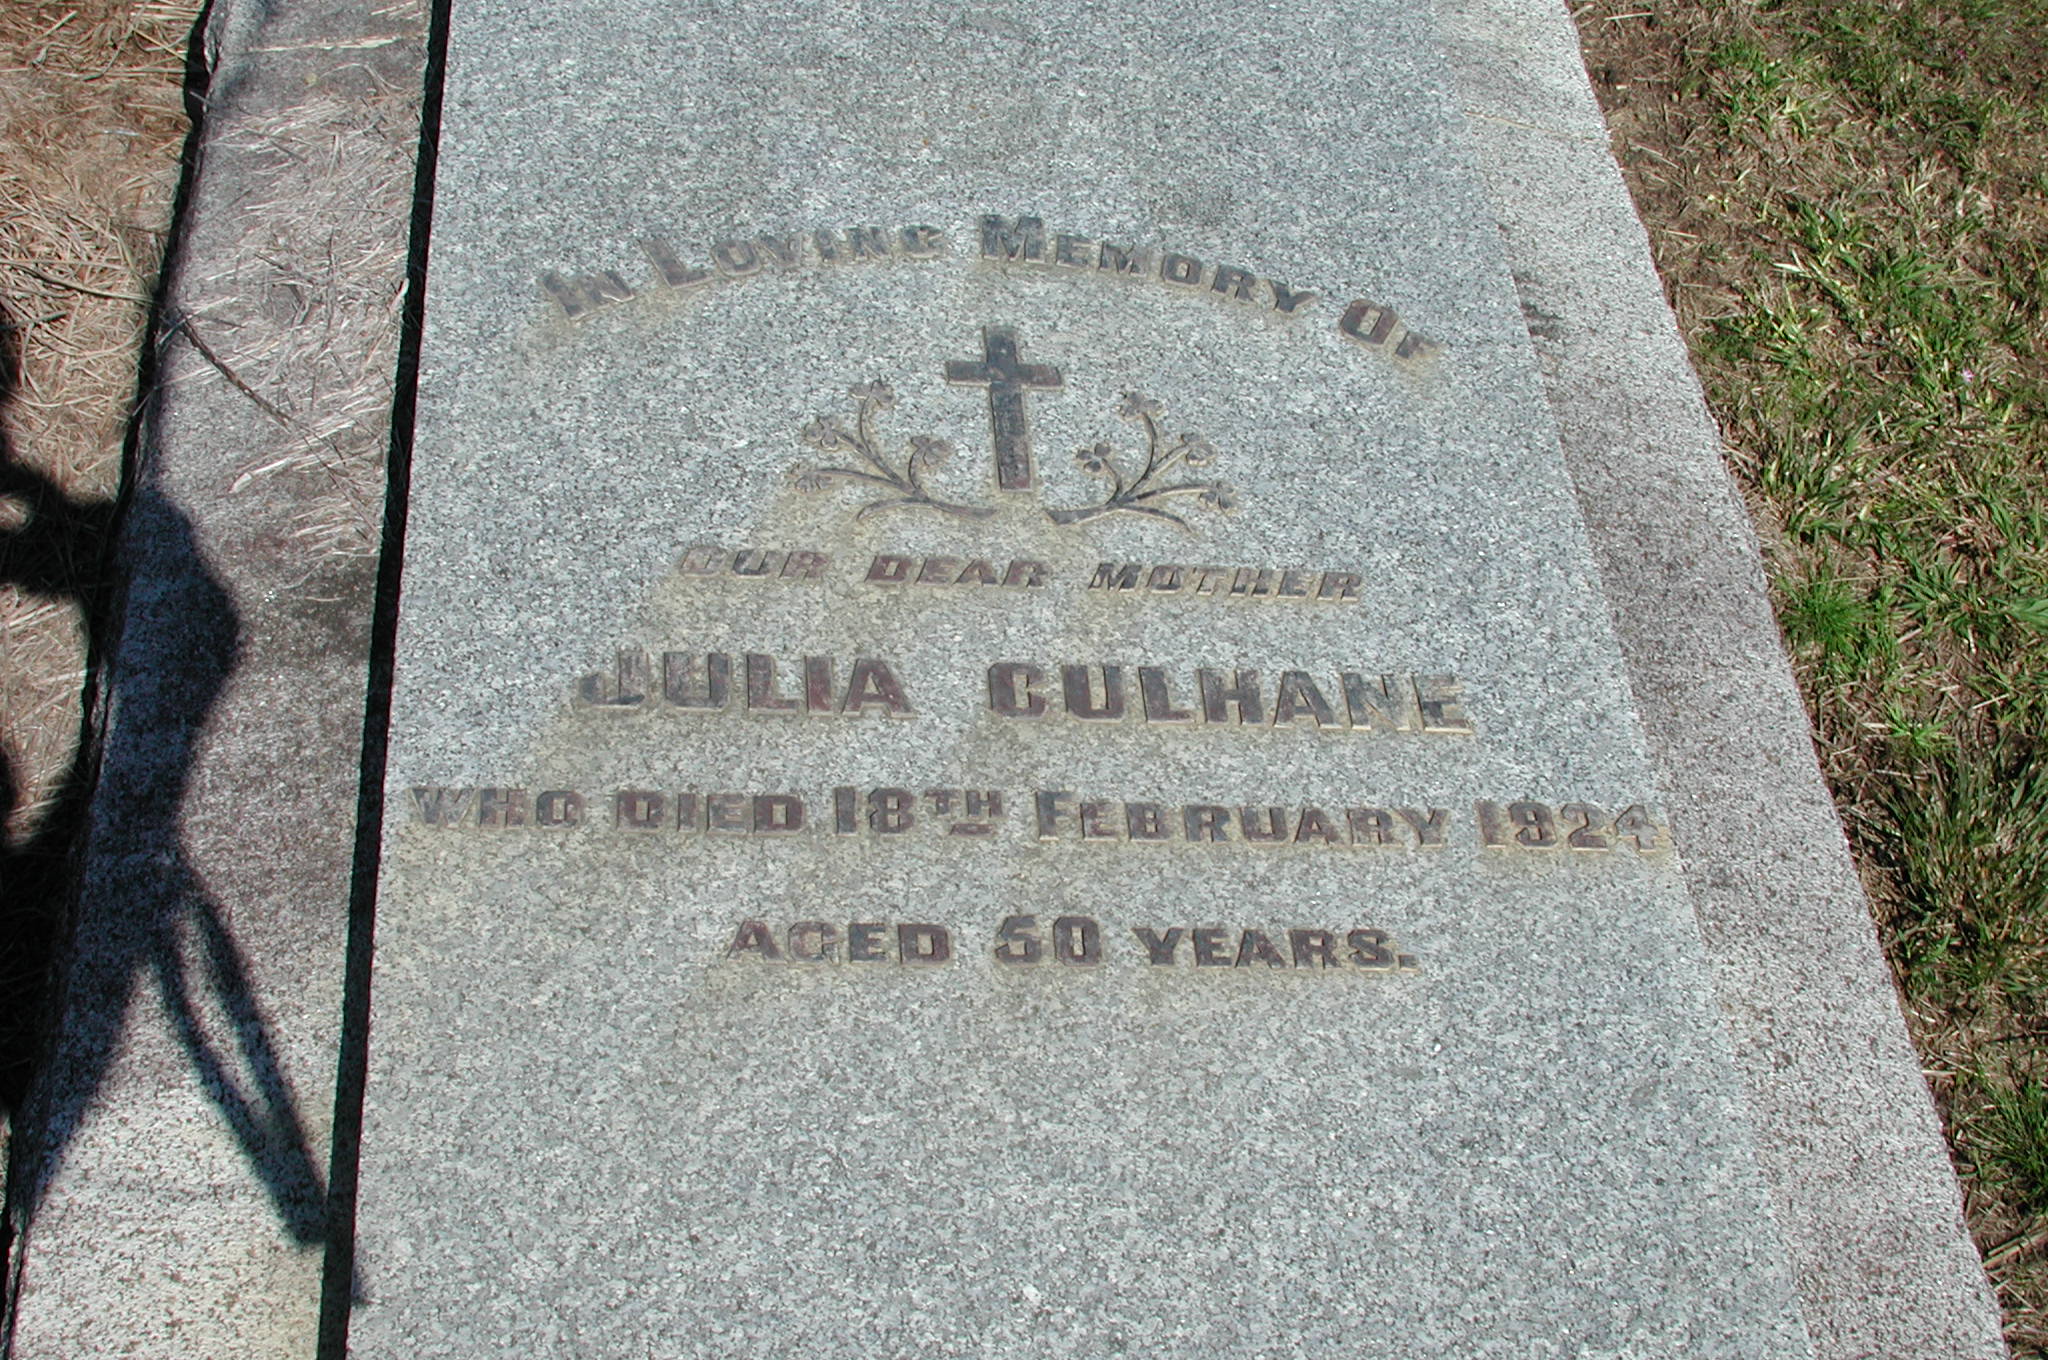 IN LOVING MEMORY OF
OUR DEAR MOTHER
JULIA CULHANE
WHO DIED 18TH FEBRUARY 1924
AGED 50 YEARS.